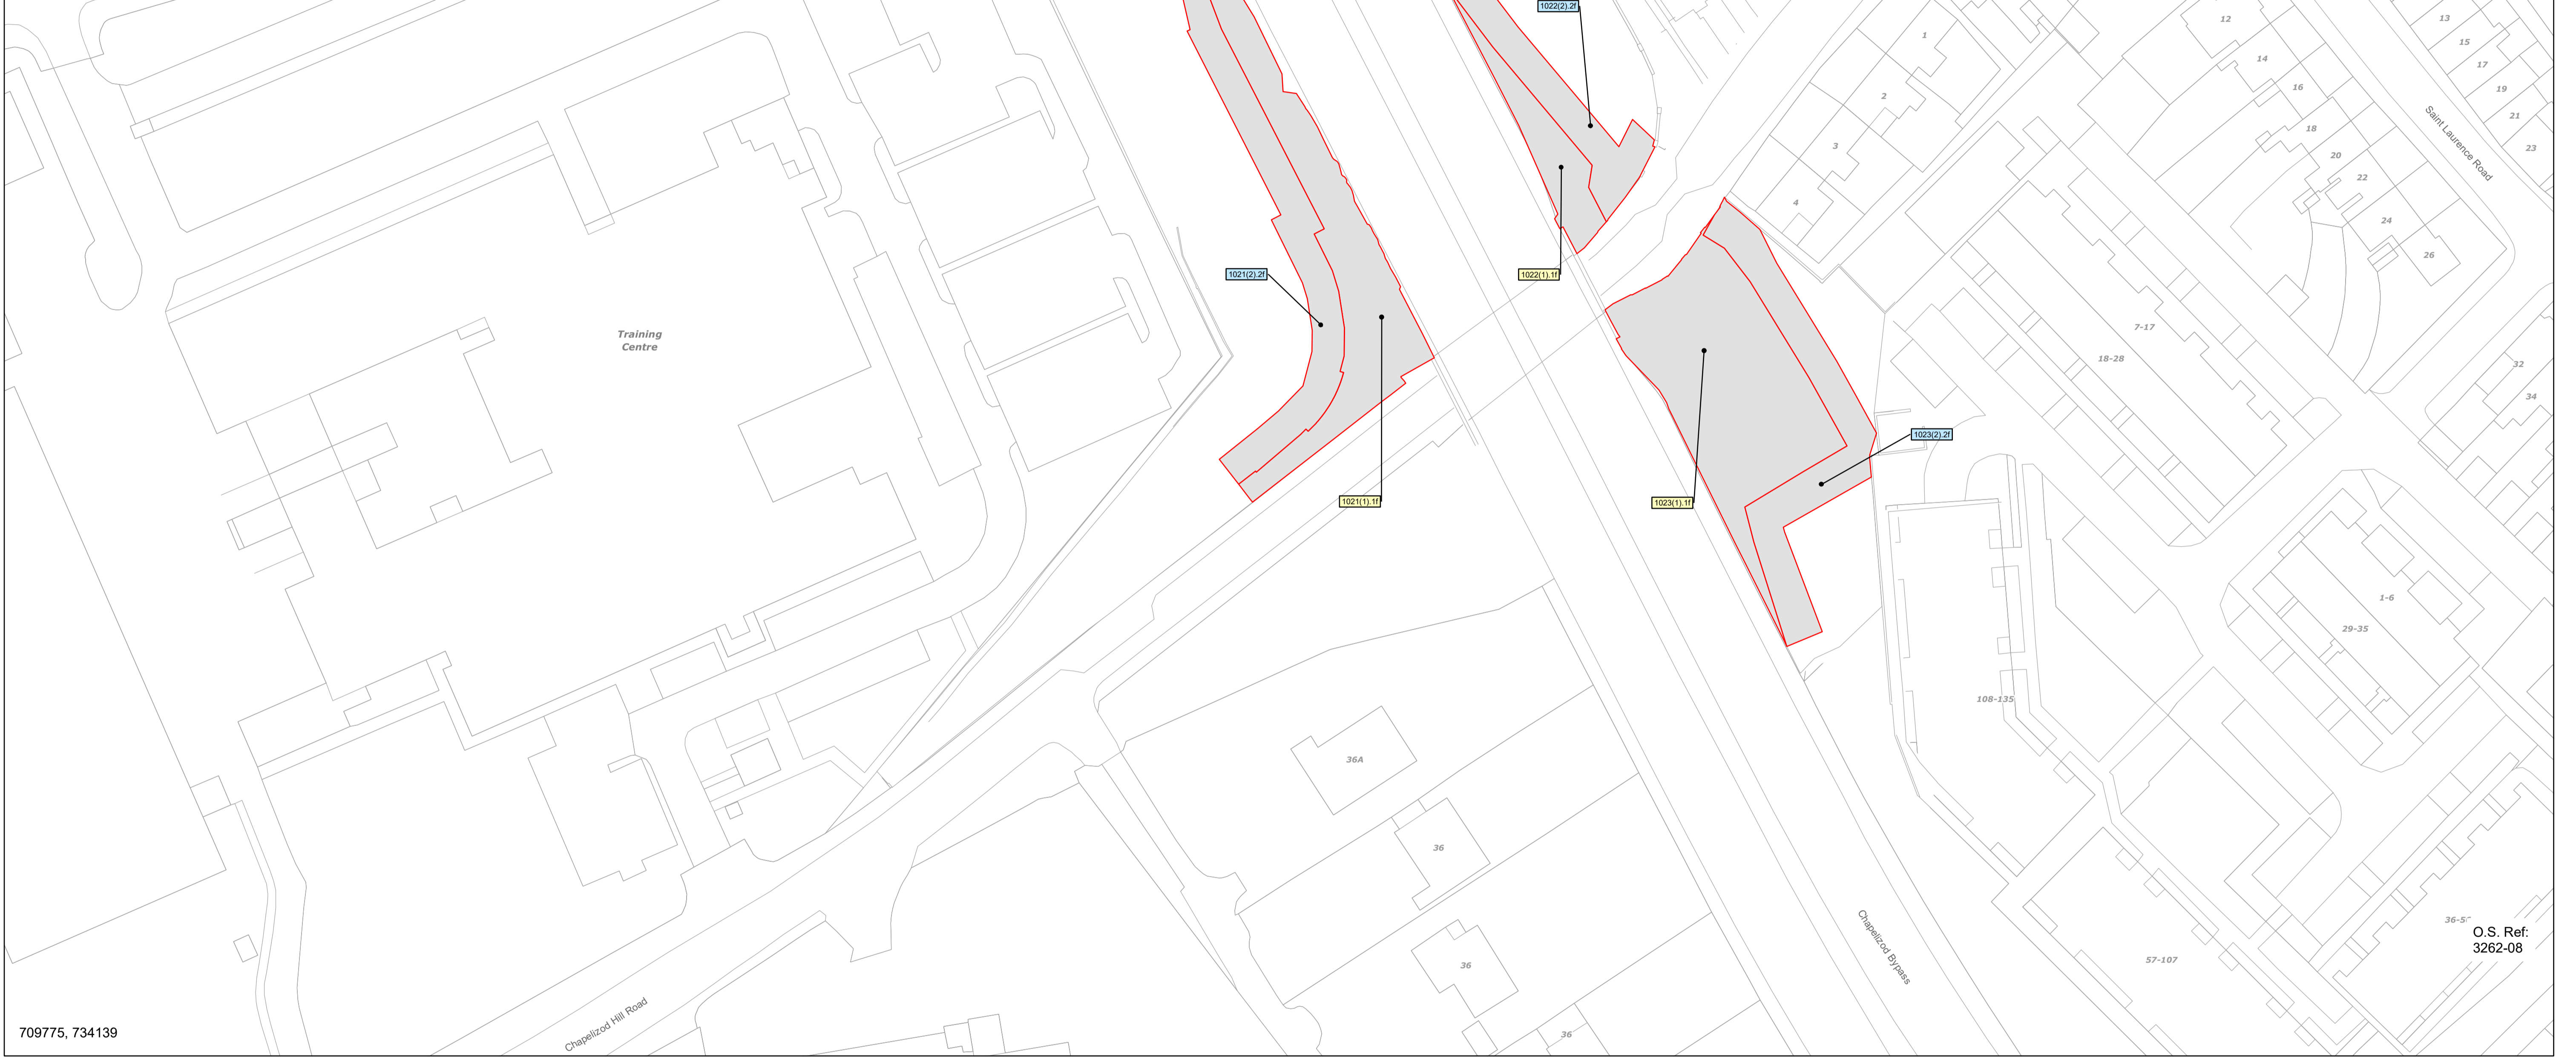 1022(2).2f
12
13
1
15
14
17
16
19
2
21
18
3
23
20
Saint Laurence Road
22
4
24
26
1021(2).2f
1022(1).1f
Training
Centre
7-17
18-28
32
34
1023(2).2f
1021(1).1f
1023(1).1f
1-6
29-35
108-135
36A
36
36
36
Chapelizod Bypass
57-107
O.S. Ref:
3262-08
Chapelizod Hill Road
709775, 734139